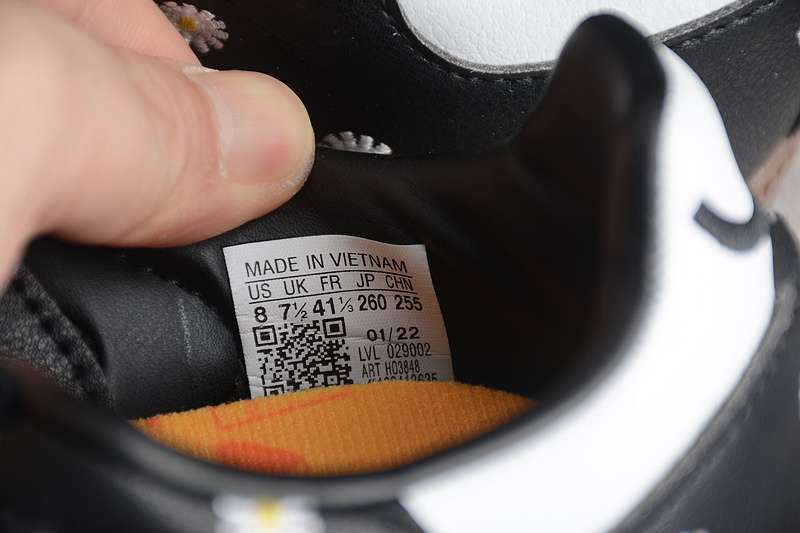 MADE IN VIETNAM
US UK FR JP CHN
8 7½ 41⅓ 260 255
01/22
LVL 029002
ART H03848